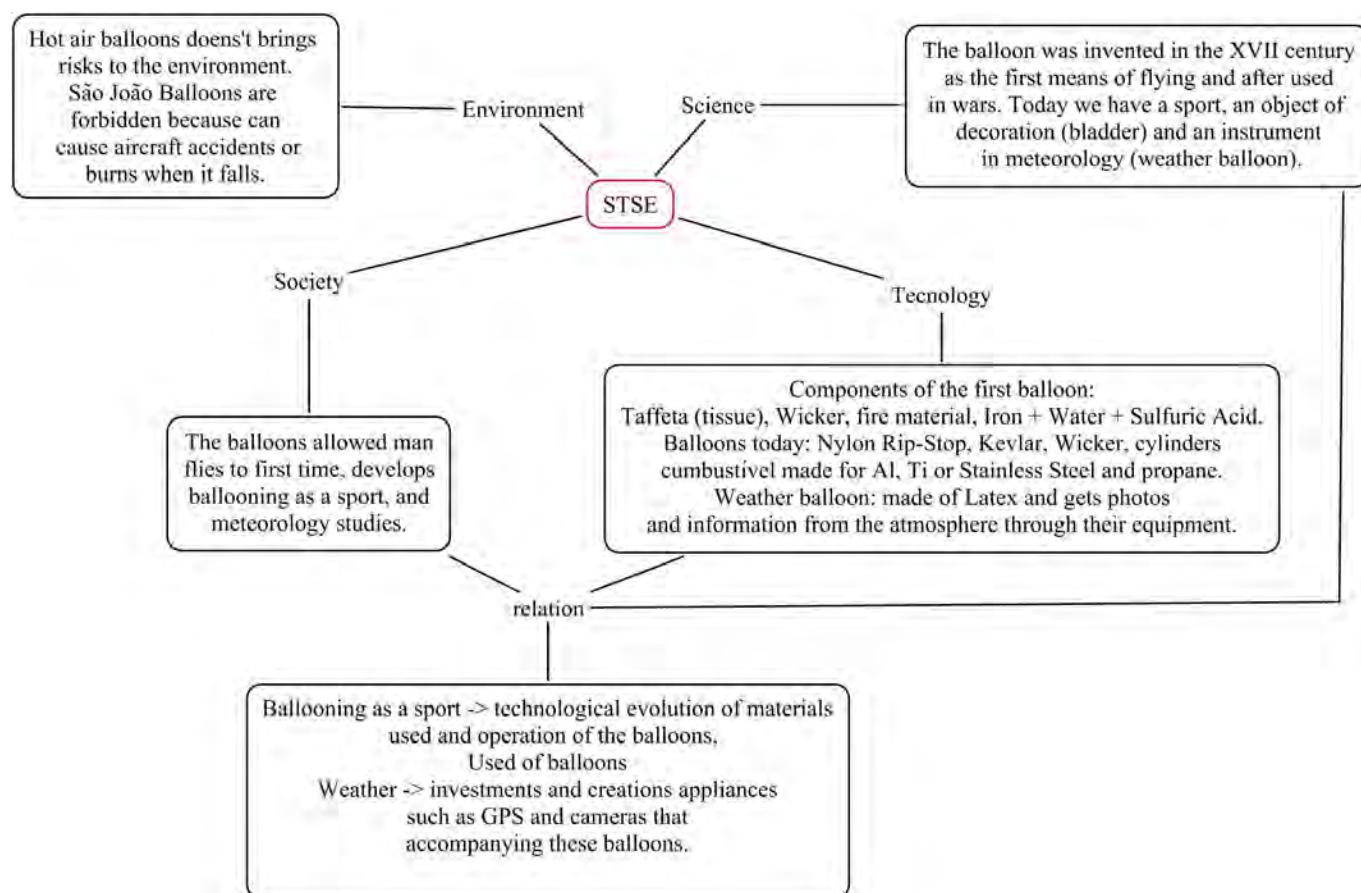 Hot air balloons doens't brings
risks to the environment.
São João Balloons are
forbidden because can
cause aircraft accidents or
burns when it falls.
Environment
Science
The balloon was invented in the XVII century
as the first means of flying and after used
in wars. Today we have a sport, an object of
decoration (bladder) and an instrument
in meteorology (weather balloon).
STSE
Society
Tecnology
The balloons allowed man
flies to first time, develops
ballooning as a sport, and
meteorology studies.
Components of the first balloon:
Taffeta (tissue), Wicker, fire material, Iron + Water + Sulfuric Acid.
Balloons today: Nylon Rip-Stop, Kevlar, Wicker, cylinders
cumbustível made for Al, Ti or Stainless Steel and propane.
Weather balloon: made of Latex and gets photos
and information from the atmosphere through their equipment.
relation
Ballooning as a sport -> technological evolution of materials
used and operation of the balloons,
Used of balloons
Weather -> investments and creations appliances
such as GPS and cameras that
accompanying these balloons.